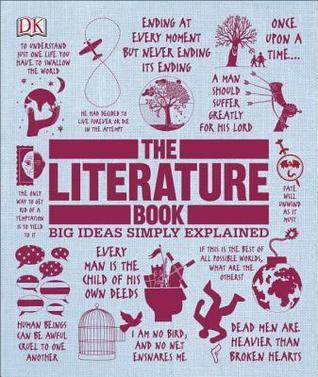 DK
TO UNDERSTAND
JUST ONE LIFE YOU
HAVE TO SWALLOW
THE WORLD
ENDING AT
EVERY MOMENT
BUT NEVER ENDING
ITS ENDING
ONCE
UPON A
TIME...
HE HAD DECIDED TO
LIVE FOREVER OR DIE
IN THE ATTEMPT
A MAN
SHOULD
SUFFER
GREATLY
FOR HIS LORD
THE
LITERATURE
BOOK
BIG IDEAS SIMPLY EXPLAINED
THE ONLY
WAY TO GET
RID OF A
TEMPTATION
IS TO YIELD
TO IT
FATE
WILL
UNWIND
AS IT
MUST
EVERY
MAN IS THE
CHILD OF HIS
OWN DEEDS
IF THIS IS THE BEST OF
ALL POSSIBLE WORLDS,
WHAT ARE THE
OTHERS?
HUMAN BEINGS
CAN BE AWFUL
CRUEL TO ONE
ANOTHER
I AM NO BIRD,
AND NO NET
ENSNARES ME
DEAD MEN ARE
HEAVIER THAN
BROKEN HEARTS